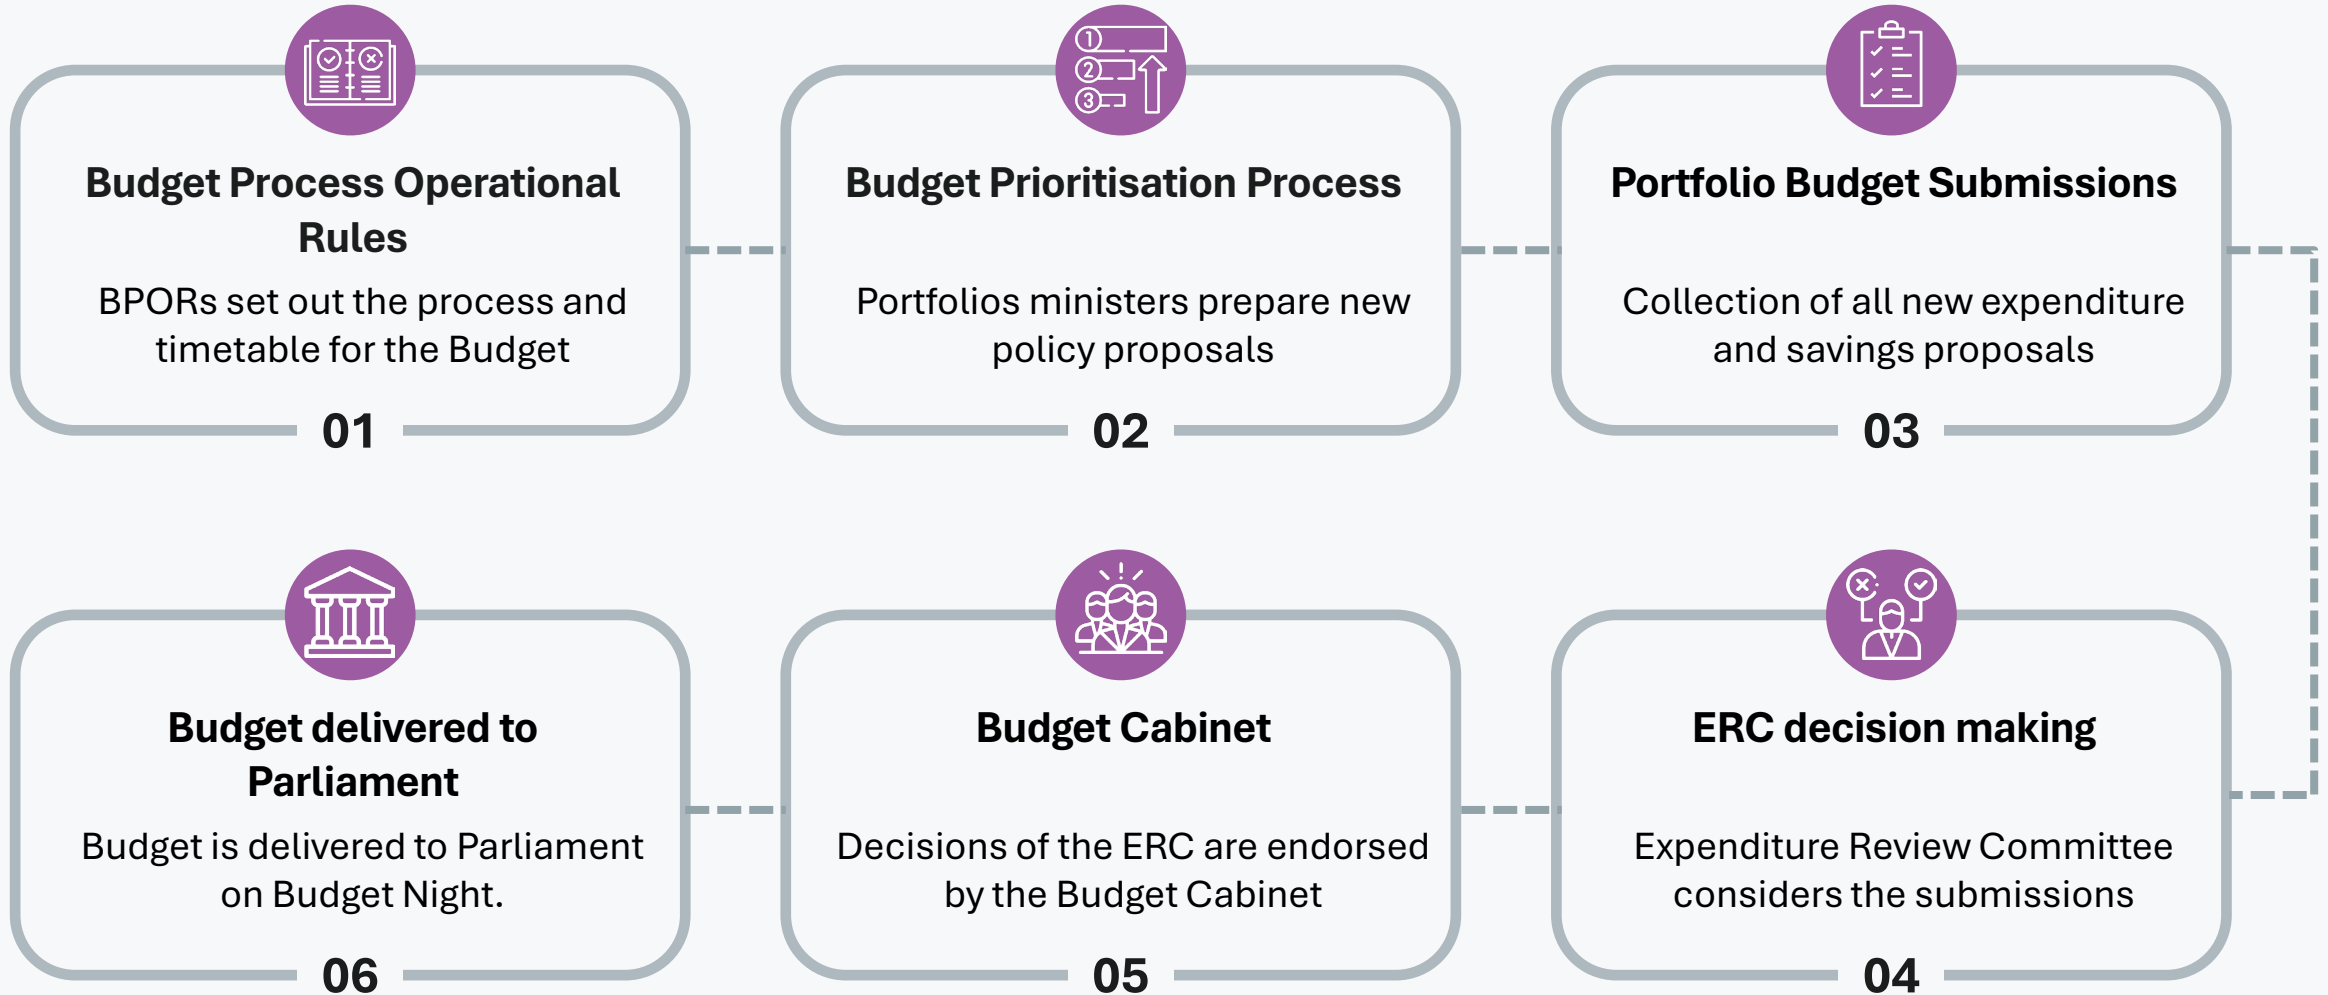 Budget Process Operational
Rules
BPORs set out the process and
timetable for the Budget
01
Budget Prioritisation Process
Portfolios ministers prepare new
policy proposals
02
Portfolio Budget Submissions
Collection of all new expenditure
and savings proposals
03
ERC decision making
Expenditure Review Committee
considers the submissions
04
Budget Cabinet
Decisions of the ERC are endorsed
by the Budget Cabinet
05
Budget delivered to
Parliament
Budget is delivered to Parliament
on Budget Night.
06
1
2
3